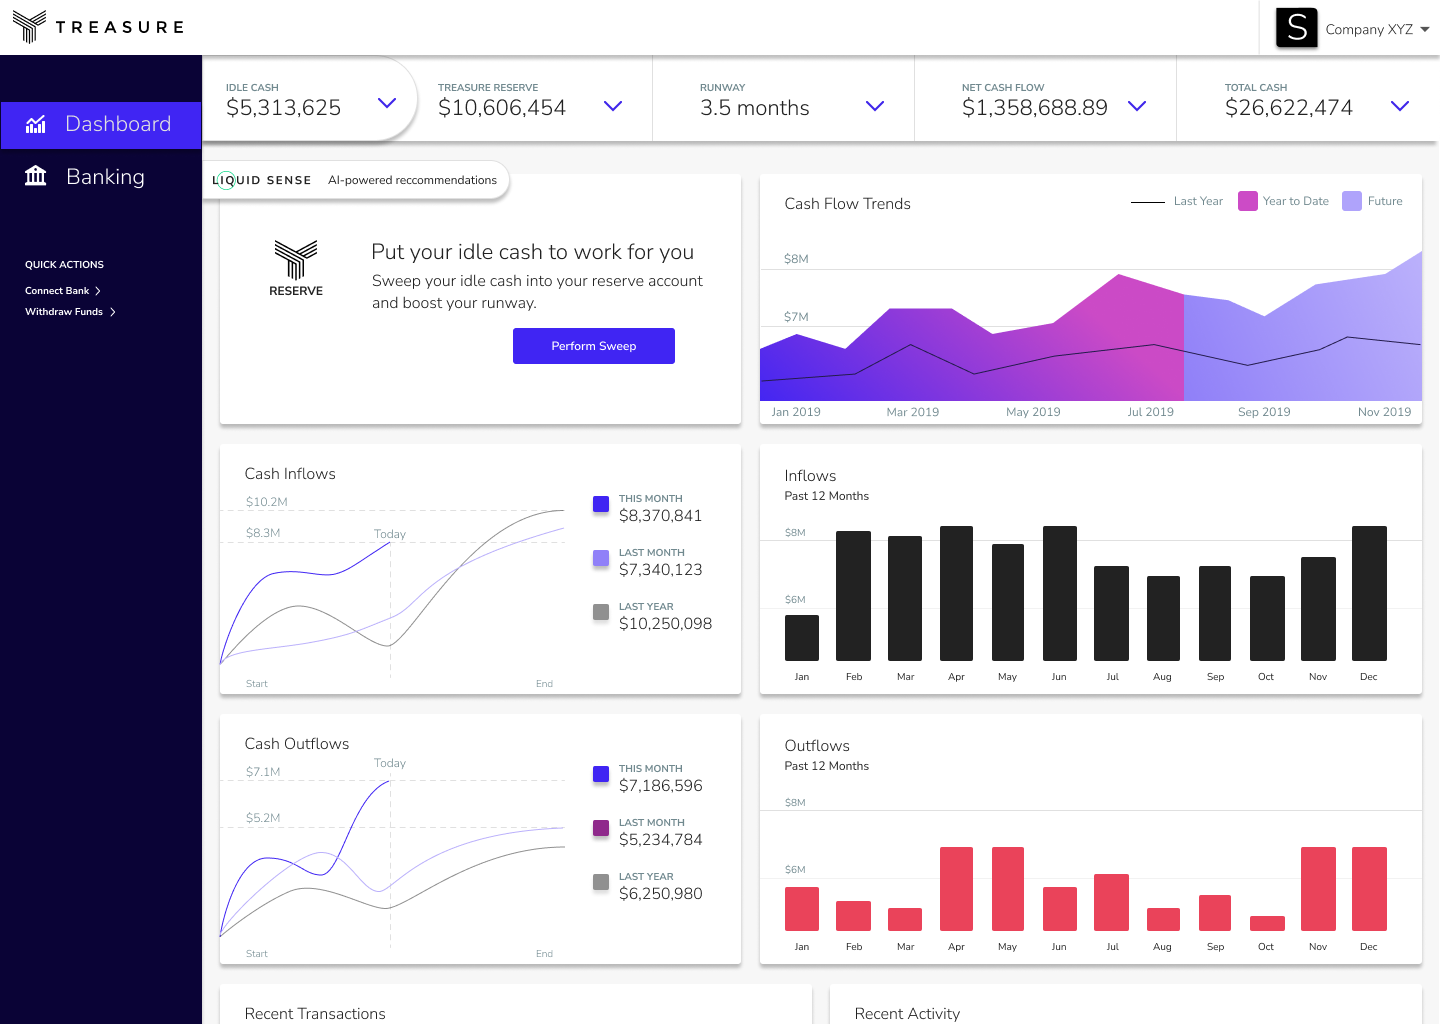 TREASURE
S
Company XYZ
Dashboard
Banking
QUICK ACTIONS
Connect Bank
Withdraw Funds
IDLE CASH
$5,313,625
TREASURE RESERVE
$10,606,454
RUNWAY
3.5 months
NET CASH FLOW
$1,358,688.89
TOTAL CASH
$26,622,474
LIQUID SENSE AI-powered reccommendations
RESERVE
Put your idle cash to work for you
Sweep your idle cash into your reserve account
and boost your runway.
Perform Sweep
Cash Flow Trends
Last Year Year to Date Future
$8M
$7M
Jan 2019 Mar 2019 May 2019 Jul 2019 Sep 2019 Nov 2019
Cash Inflows
$10.2M
$8.3M
Today
Start End
THIS MONTH
$8,370,841
LAST MONTH
$7,340,123
LAST YEAR
$10,250,098
Inflows
Past 12 Months
$8M
$6M
Jan Feb Mar Apr May Jun Jul Aug Sep Oct Nov Dec
Cash Outflows
Today
$7.1M
$5.2M
Start End
THIS MONTH
$7,186,596
LAST MONTH
$5,234,784
LAST YEAR
$6,250,980
Outflows
Past 12 Months
$8M
$6M
Jan Feb Mar Apr May Jun Jul Aug Sep Oct Nov Dec
Recent Transactions
Recent Activity